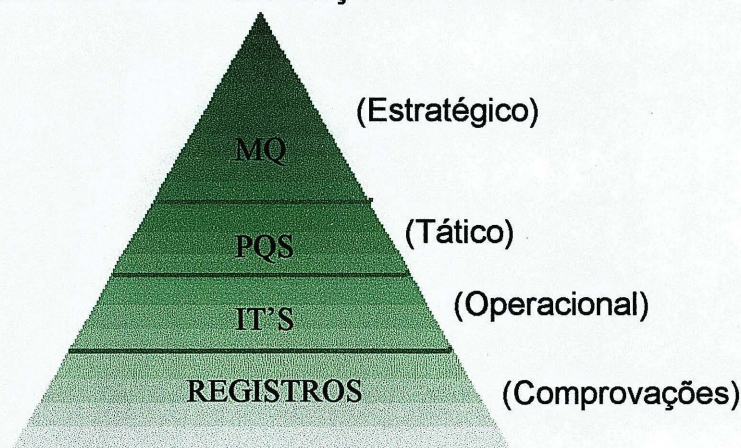 (Estratégico)
MQ
(Tático)
PQS
(Operacional)
IT'S
REGISTROS
(Comprovações)